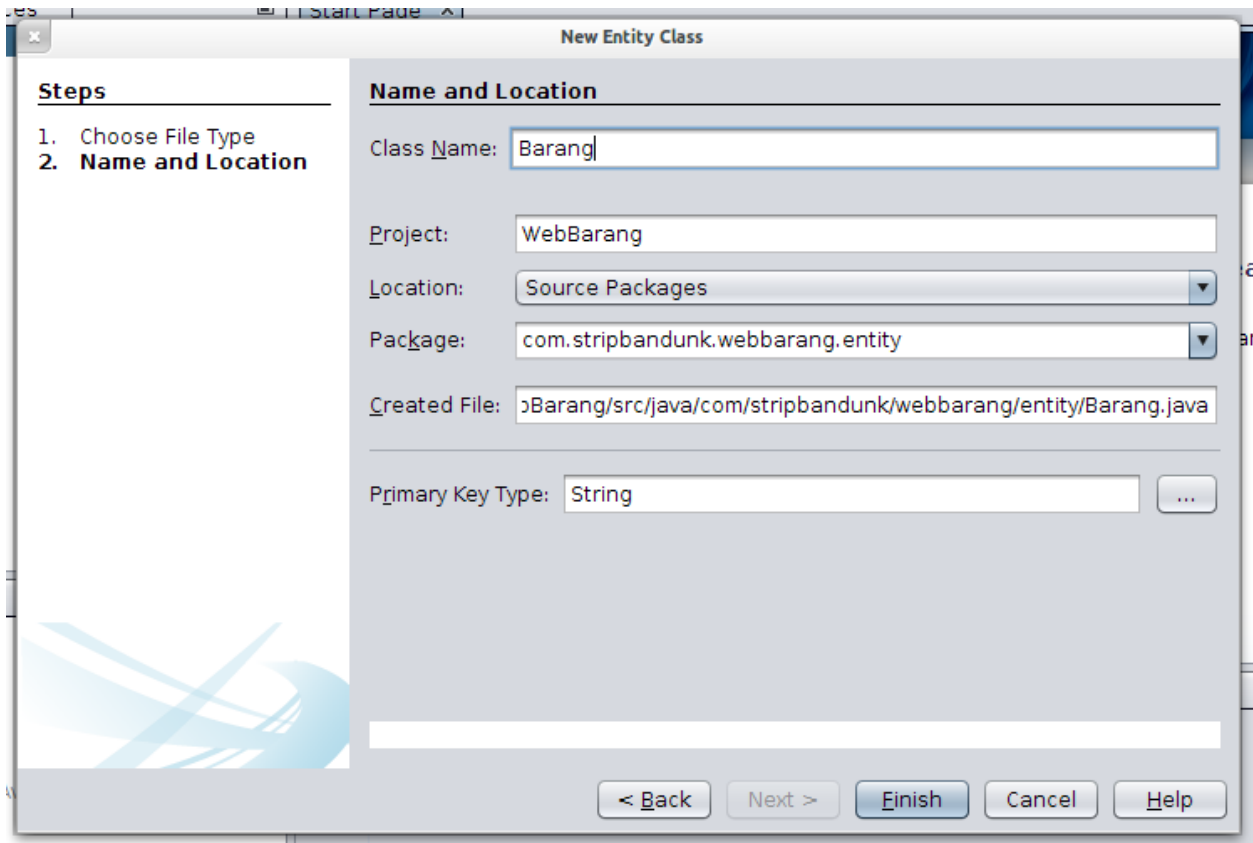 Start Page
New Entity Class
Steps
1. Choose File Type
2. Name and Location
Name and Location
Class Name: Barang
Project: WebBarang
Location: Source Packages
Package: com.stripbandunk.webbarang.entity
Created File: bBarang/src/java/com/stripbandunk/webbarang/entity/Barang.java
Primary Key Type: String ...
< Back Next > Finish Cancel Help